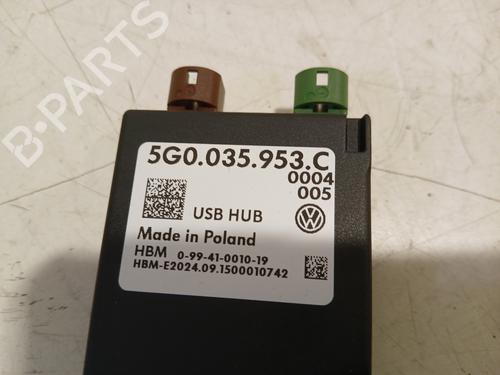 B-PARTS
5G0.035.953.C
0004
005
USB HUB
Made in Poland
HBM 0-99-41-0010-19
HBM-E2024.09.1500010742